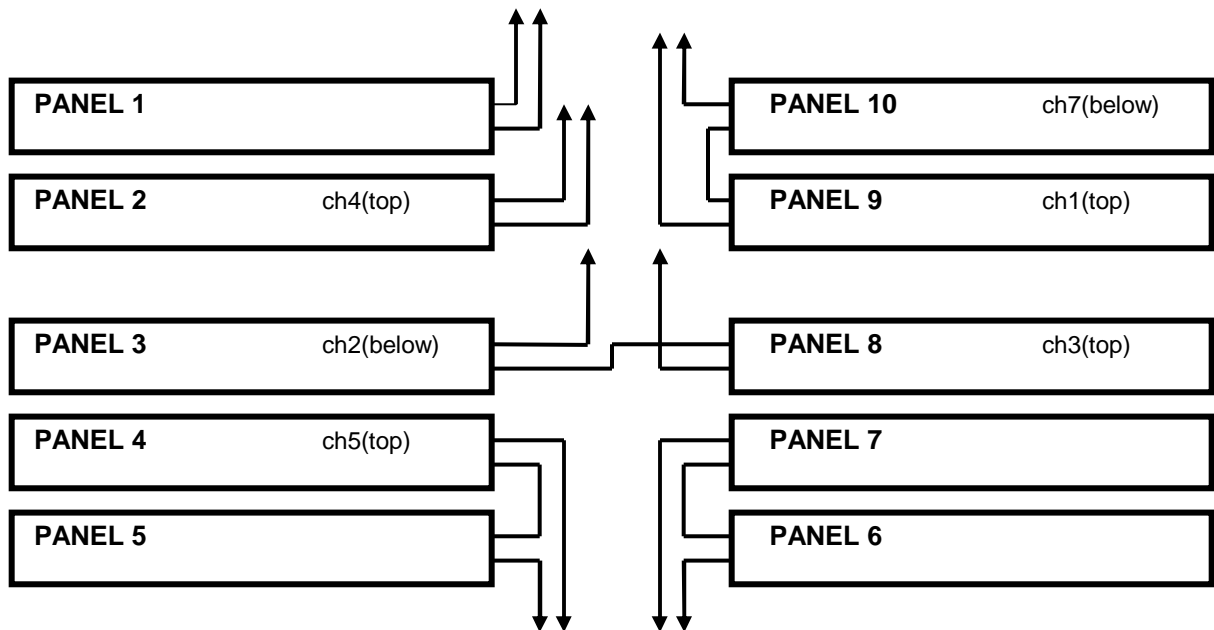 PANEL 1
PANEL 10 ch7(below)
PANEL 2 ch4(top)
PANEL 9 ch1(top)
PANEL 3 ch2(below)
PANEL 8 ch3(top)
PANEL 4 ch5(top)
PANEL 7
PANEL 5
PANEL 6